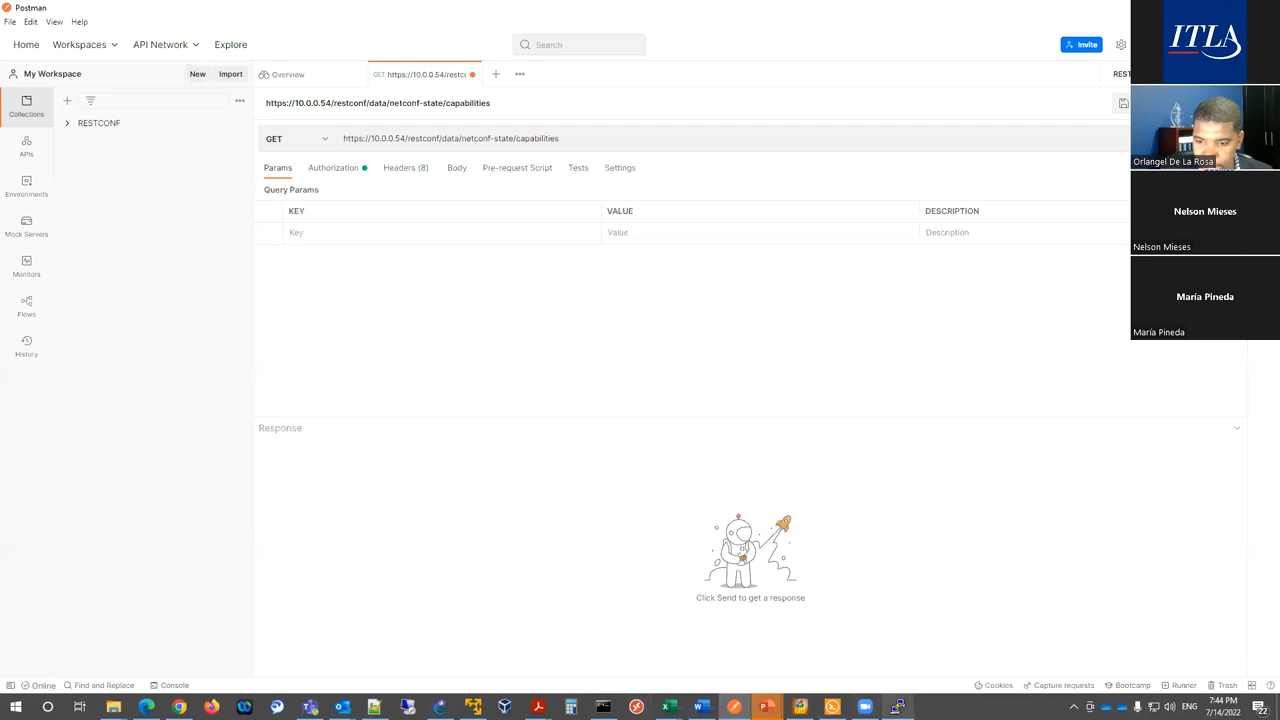 Postman
File Edit View Help
Home Workspaces API Network Explore
Search
Invite
My Workspace
New Import
Overview
GET https://10.0.0.54/restcc
REST
Collections
APIs
Environments
Mock Servers
Monitors
Flows
History
RESTCONF
https://10.0.0.54/restconf/data/netconf-state/capabilities
GET https://10.0.0.54/restconf/data/netconf-state/capabilities
Params Authorization Headers (8) Body Pre-request Script Tests Settings
Query Params
KEY VALUE DESCRIPTION
Key Value Description
Response
Click Send to get a response
ITLA
Orlangel De La Rosa
Nelson Mieses
Nelson Mieses
María Pineda
María Pineda
Online Find and Replace Console
Cookies Capture requests Bootcamp Runner Trash
ENG
7:44 PM
7/14/2022
22